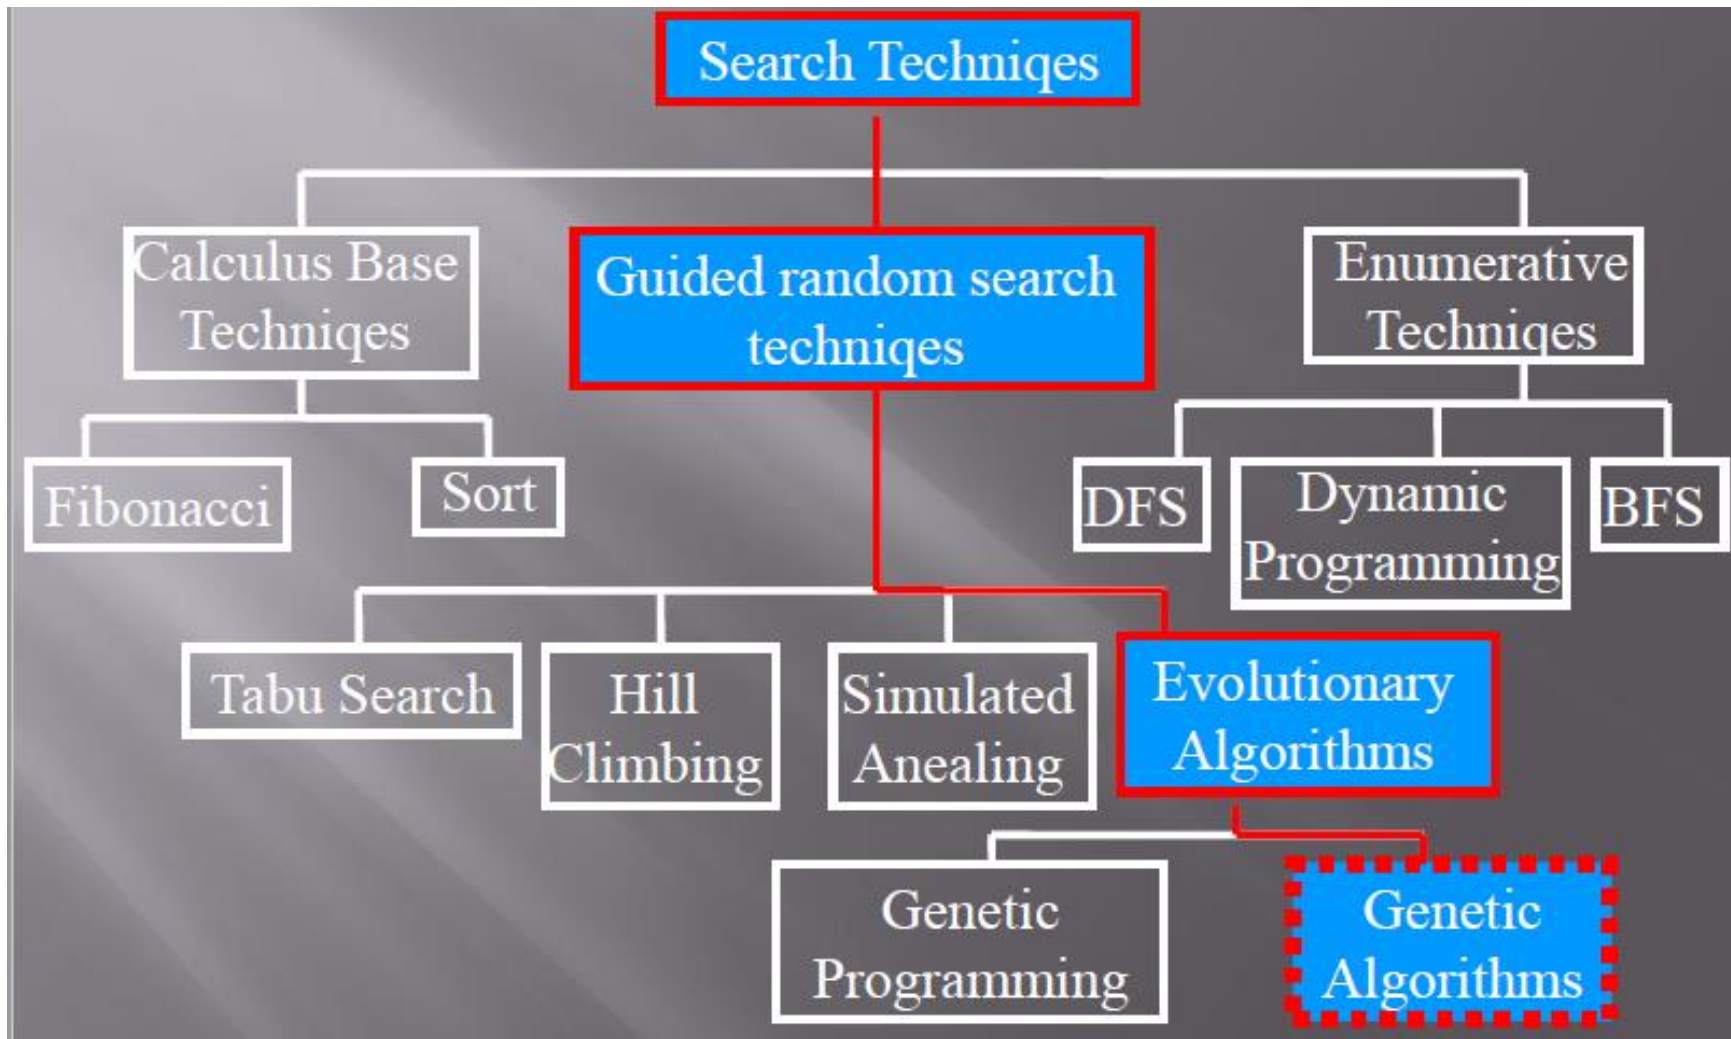 Search Techniqes
Calculus Base
Techniqes
Guided random search
techniqes
Enumerative
Techniqes
Fibonacci
Sort
DFS
Dynamic
Programming
BFS
Tabu Search
Hill
Climbing
Simulated
Anealing
Evolutionary
Algorithms
Genetic
Programming
Genetic
Algorithms